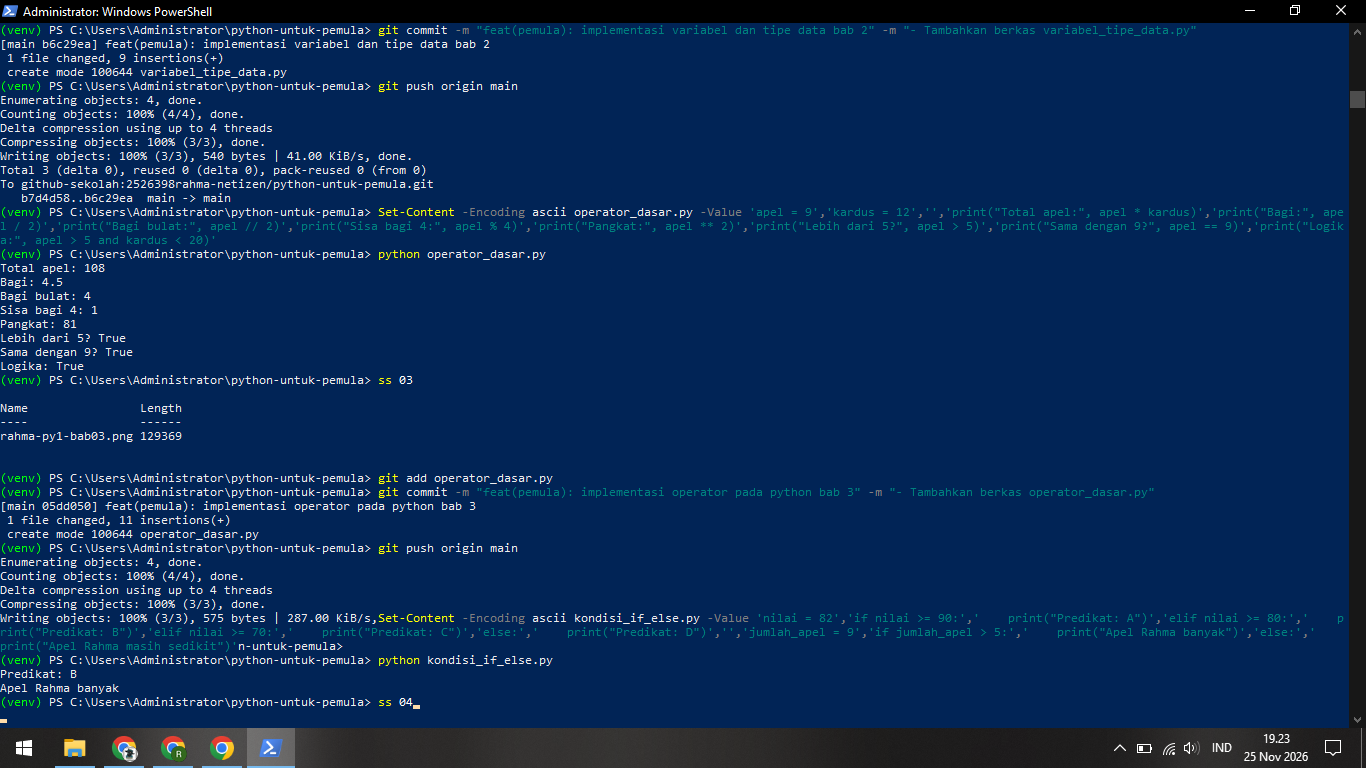 Administrator: Windows PowerShell
(venv) PS C:\Users\Administrator\python-untuk-pemula> git commit -m "feat(pemula): implementasi variabel dan tipe data bab 2" -m "- Tambahkan berkas variabel_tipe_data.py"
[main b6c29ea] feat(pemula): implementasi variabel dan tipe data bab 2
 1 file changed, 9 insertions(+)
 create mode 100644 variabel_tipe_data.py
(venv) PS C:\Users\Administrator\python-untuk-pemula> git push origin main
Enumerating objects: 4, done.
Counting objects: 100% (4/4), done.
Delta compression using up to 4 threads
Compressing objects: 100% (3/3), done.
Writing objects: 100% (3/3), 540 bytes | 41.00 KiB/s, done.
Total 3 (delta 0), reused 0 (delta 0), pack-reused 0 (from 0)
To github-sekolah:2526398rahma-netizen/python-untuk-pemula.git
   b7d4d58..b6c29ea  main -> main
(venv) PS C:\Users\Administrator\python-untuk-pemula> Set-Content -Encoding ascii operator_dasar.py -Value 'apel = 9','kardus = 12','','print("Total apel:", apel * kardus)','print("Bagi:", ape
l / 2)','print("Bagi bulat:", apel // 2)','print("Sisa bagi 4:", apel % 4)','print("Pangkat:", apel ** 2)','print("Lebih dari 5?", apel > 5)','print("Sama dengan 9?", apel == 9)','print("Logik
a:", apel > 5 and kardus < 20)'
(venv) PS C:\Users\Administrator\python-untuk-pemula> python operator_dasar.py
Total apel: 108
Bagi: 4.5
Bagi bulat: 4
Sisa bagi 4: 1
Pangkat: 81
Lebih dari 5? True
Sama dengan 9? True
Logika: True
(venv) PS C:\Users\Administrator\python-untuk-pemula> ss 03
Name                Length
----                ------
rahma-py1-bab03.png 129369
(venv) PS C:\Users\Administrator\python-untuk-pemula> git add operator_dasar.py
(venv) PS C:\Users\Administrator\python-untuk-pemula> git commit -m "feat(pemula): implementasi operator pada python bab 3" -m "- Tambahkan berkas operator_dasar.py"
[main 05dd050] feat(pemula): implementasi operator pada python bab 3
 1 file changed, 11 insertions(+)
 create mode 100644 operator_dasar.py
(venv) PS C:\Users\Administrator\python-untuk-pemula> git push origin main
Enumerating objects: 4, done.
Counting objects: 100% (4/4), done.
Delta compression using up to 4 threads
Compressing objects: 100% (3/3), done.
Writing objects: 100% (3/3), 575 bytes | 287.00 KiB/s,Set-Content -Encoding ascii kondisi_if_else.py -Value 'nilai = 82','if nilai >= 90:','    print("Predikat: A")','elif nilai >= 80:','    p
rint("Predikat: B")','elif nilai >= 70:','    print("Predikat: C")','else:','    print("Predikat: D")','','jumlah_apel = 9','if jumlah_apel > 5:','    print("Apel Rahma banyak")','else:','
print("Apel Rahma masih sedikit")'n-untuk-pemula>
(venv) PS C:\Users\Administrator\python-untuk-pemula> python kondisi_if_else.py
Predikat: B
Apel Rahma banyak
(venv) PS C:\Users\Administrator\python-untuk-pemula> ss 04
R
IND
19.23
25 Nov 2026